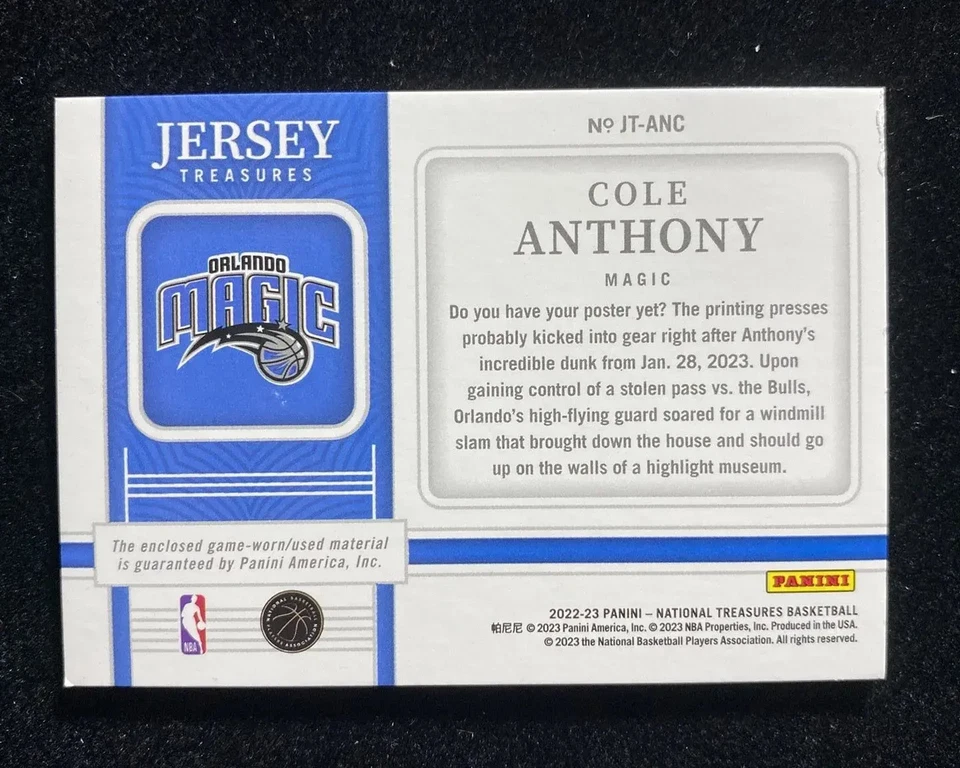 JERSEY
TREASURES
ORLANDO
MAGIC
The enclosed game-worn/used material
is guaranteed by Panini America, Inc.
NBA
NATIONAL BASKETBALL
PLAYERS ASSOCIATION
Nº JT-ANC
COLE
ANTHONY
MAGIC
Do you have your poster yet? The printing presses
probably kicked into gear right after Anthony's
incredible dunk from Jan. 28, 2023. Upon
gaining control of a stolen pass vs. the Bulls,
Orlando's high-flying guard soared for a windmill
slam that brought down the house and should go
up on the walls of a highlight museum.
PANINI
2022-23 PANINI – NATIONAL TREASURES BASKETBALL
帕尼尼 © 2023 Panini America, Inc. © 2023 NBA Properties, Inc. Produced in the USA.
© 2023 the National Basketball Players Association. All rights reserved.